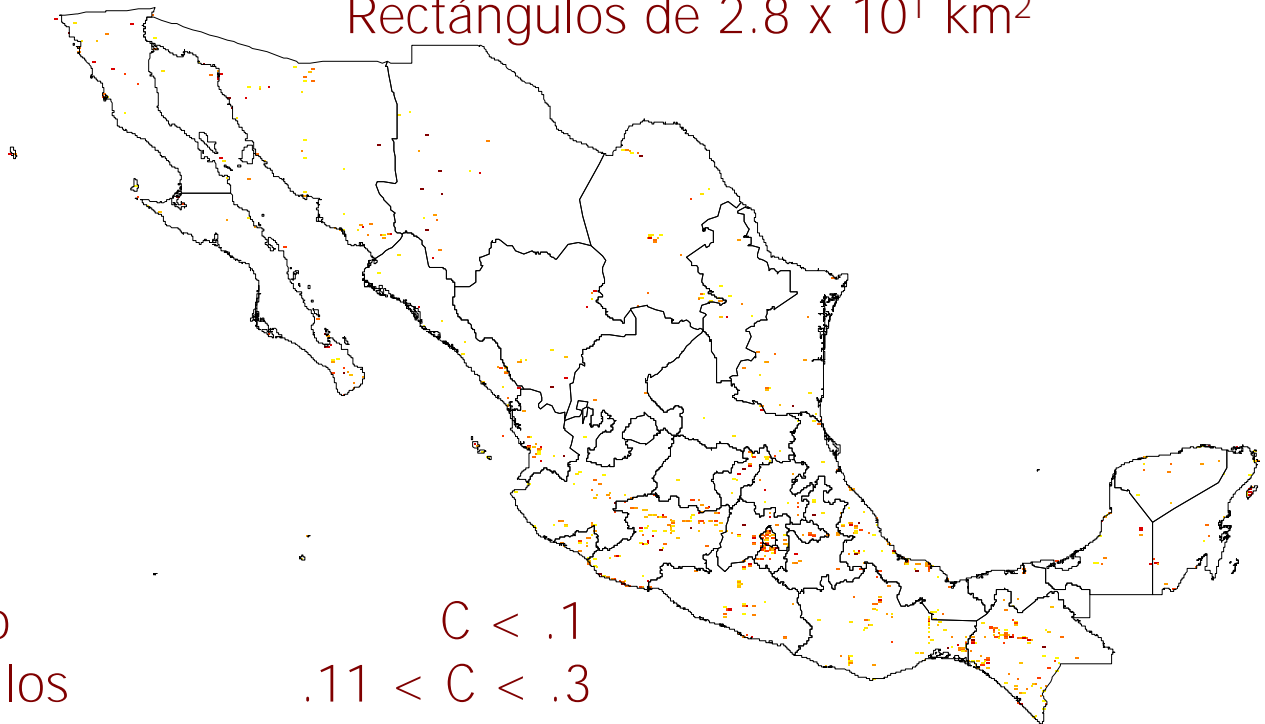 Rectángulos de 2.8 x 10¹ km²
C < .1
los .11 < C < .3